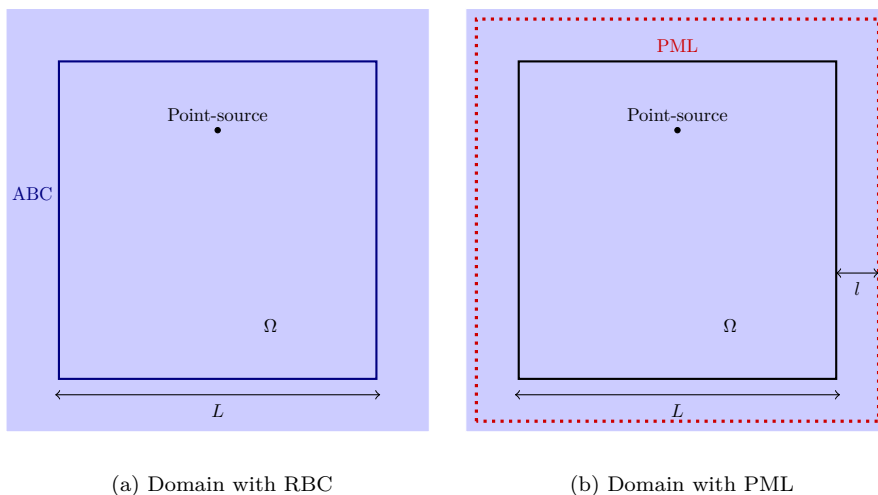 Point-source
ABC
Ω
L
(a) Domain with RBC
PML
Point-source
l
Ω
L
(b) Domain with PML